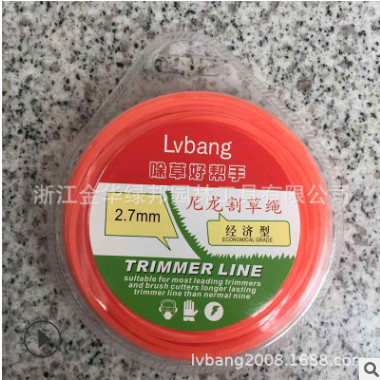 Lvbang
除草好帮手
浙江金华绿邦园林工具有限公司
2.7mm
尼龙割草绳
经济型
ECONOMICAL GRADE
TRIMMER LINE
suitable for most leading trimmers
and brush cutters longer lasting
trimmer line than normal nine
lvbang2008.1688.com